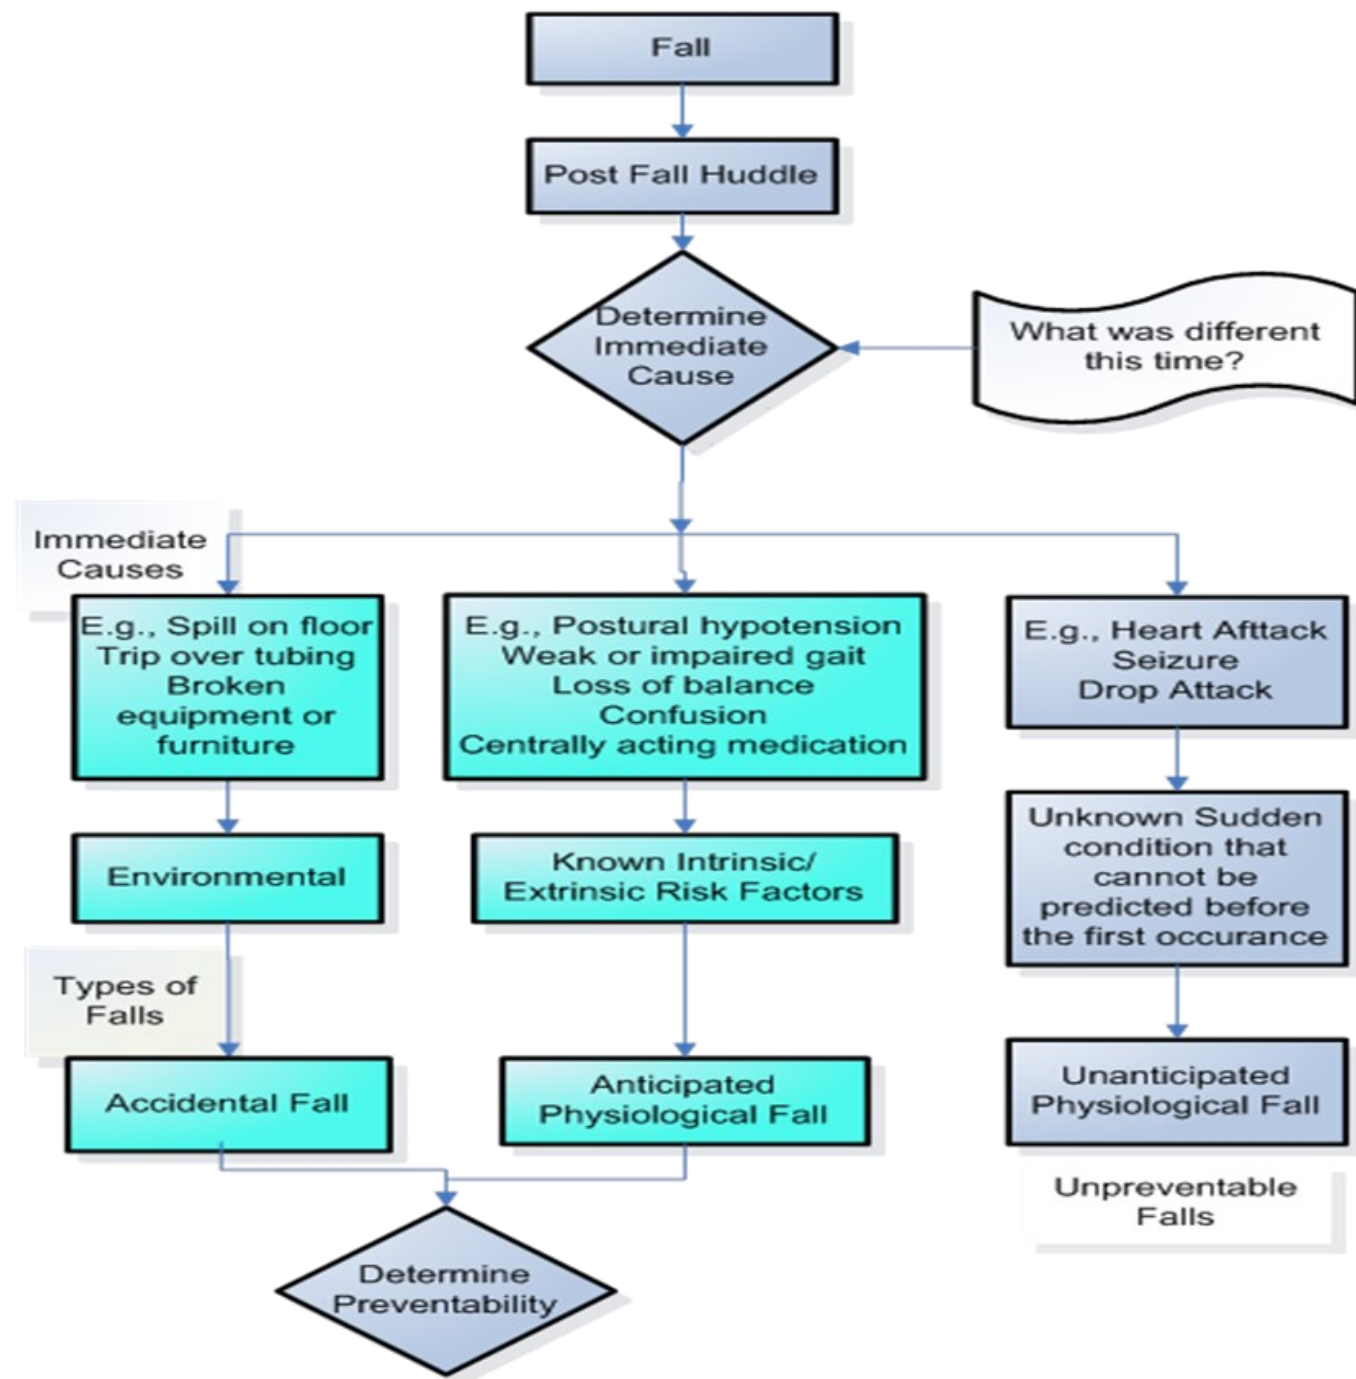 Fall
Post Fall Huddle
Determine
Immediate
Cause
What was different
this time?
Immediate
Causes
E.g., Spill on floor
Trip over tubing
Broken
equipment or
furniture
E.g., Postural hypotension
Weak or impaired gait
Loss of balance
Confusion
Centrally acting medication
E.g., Heart Afttack
Seizure
Drop Attack
Environmental
Known Intrinsic/
Extrinsic Risk Factors
Unknown Sudden
condition that
cannot be
predicted before
the first occurance
Types of
Falls
Accidental Fall
Anticipated
Physiological Fall
Unanticipated
Physiological Fall
Unpreventable
Falls
Determine
Preventability